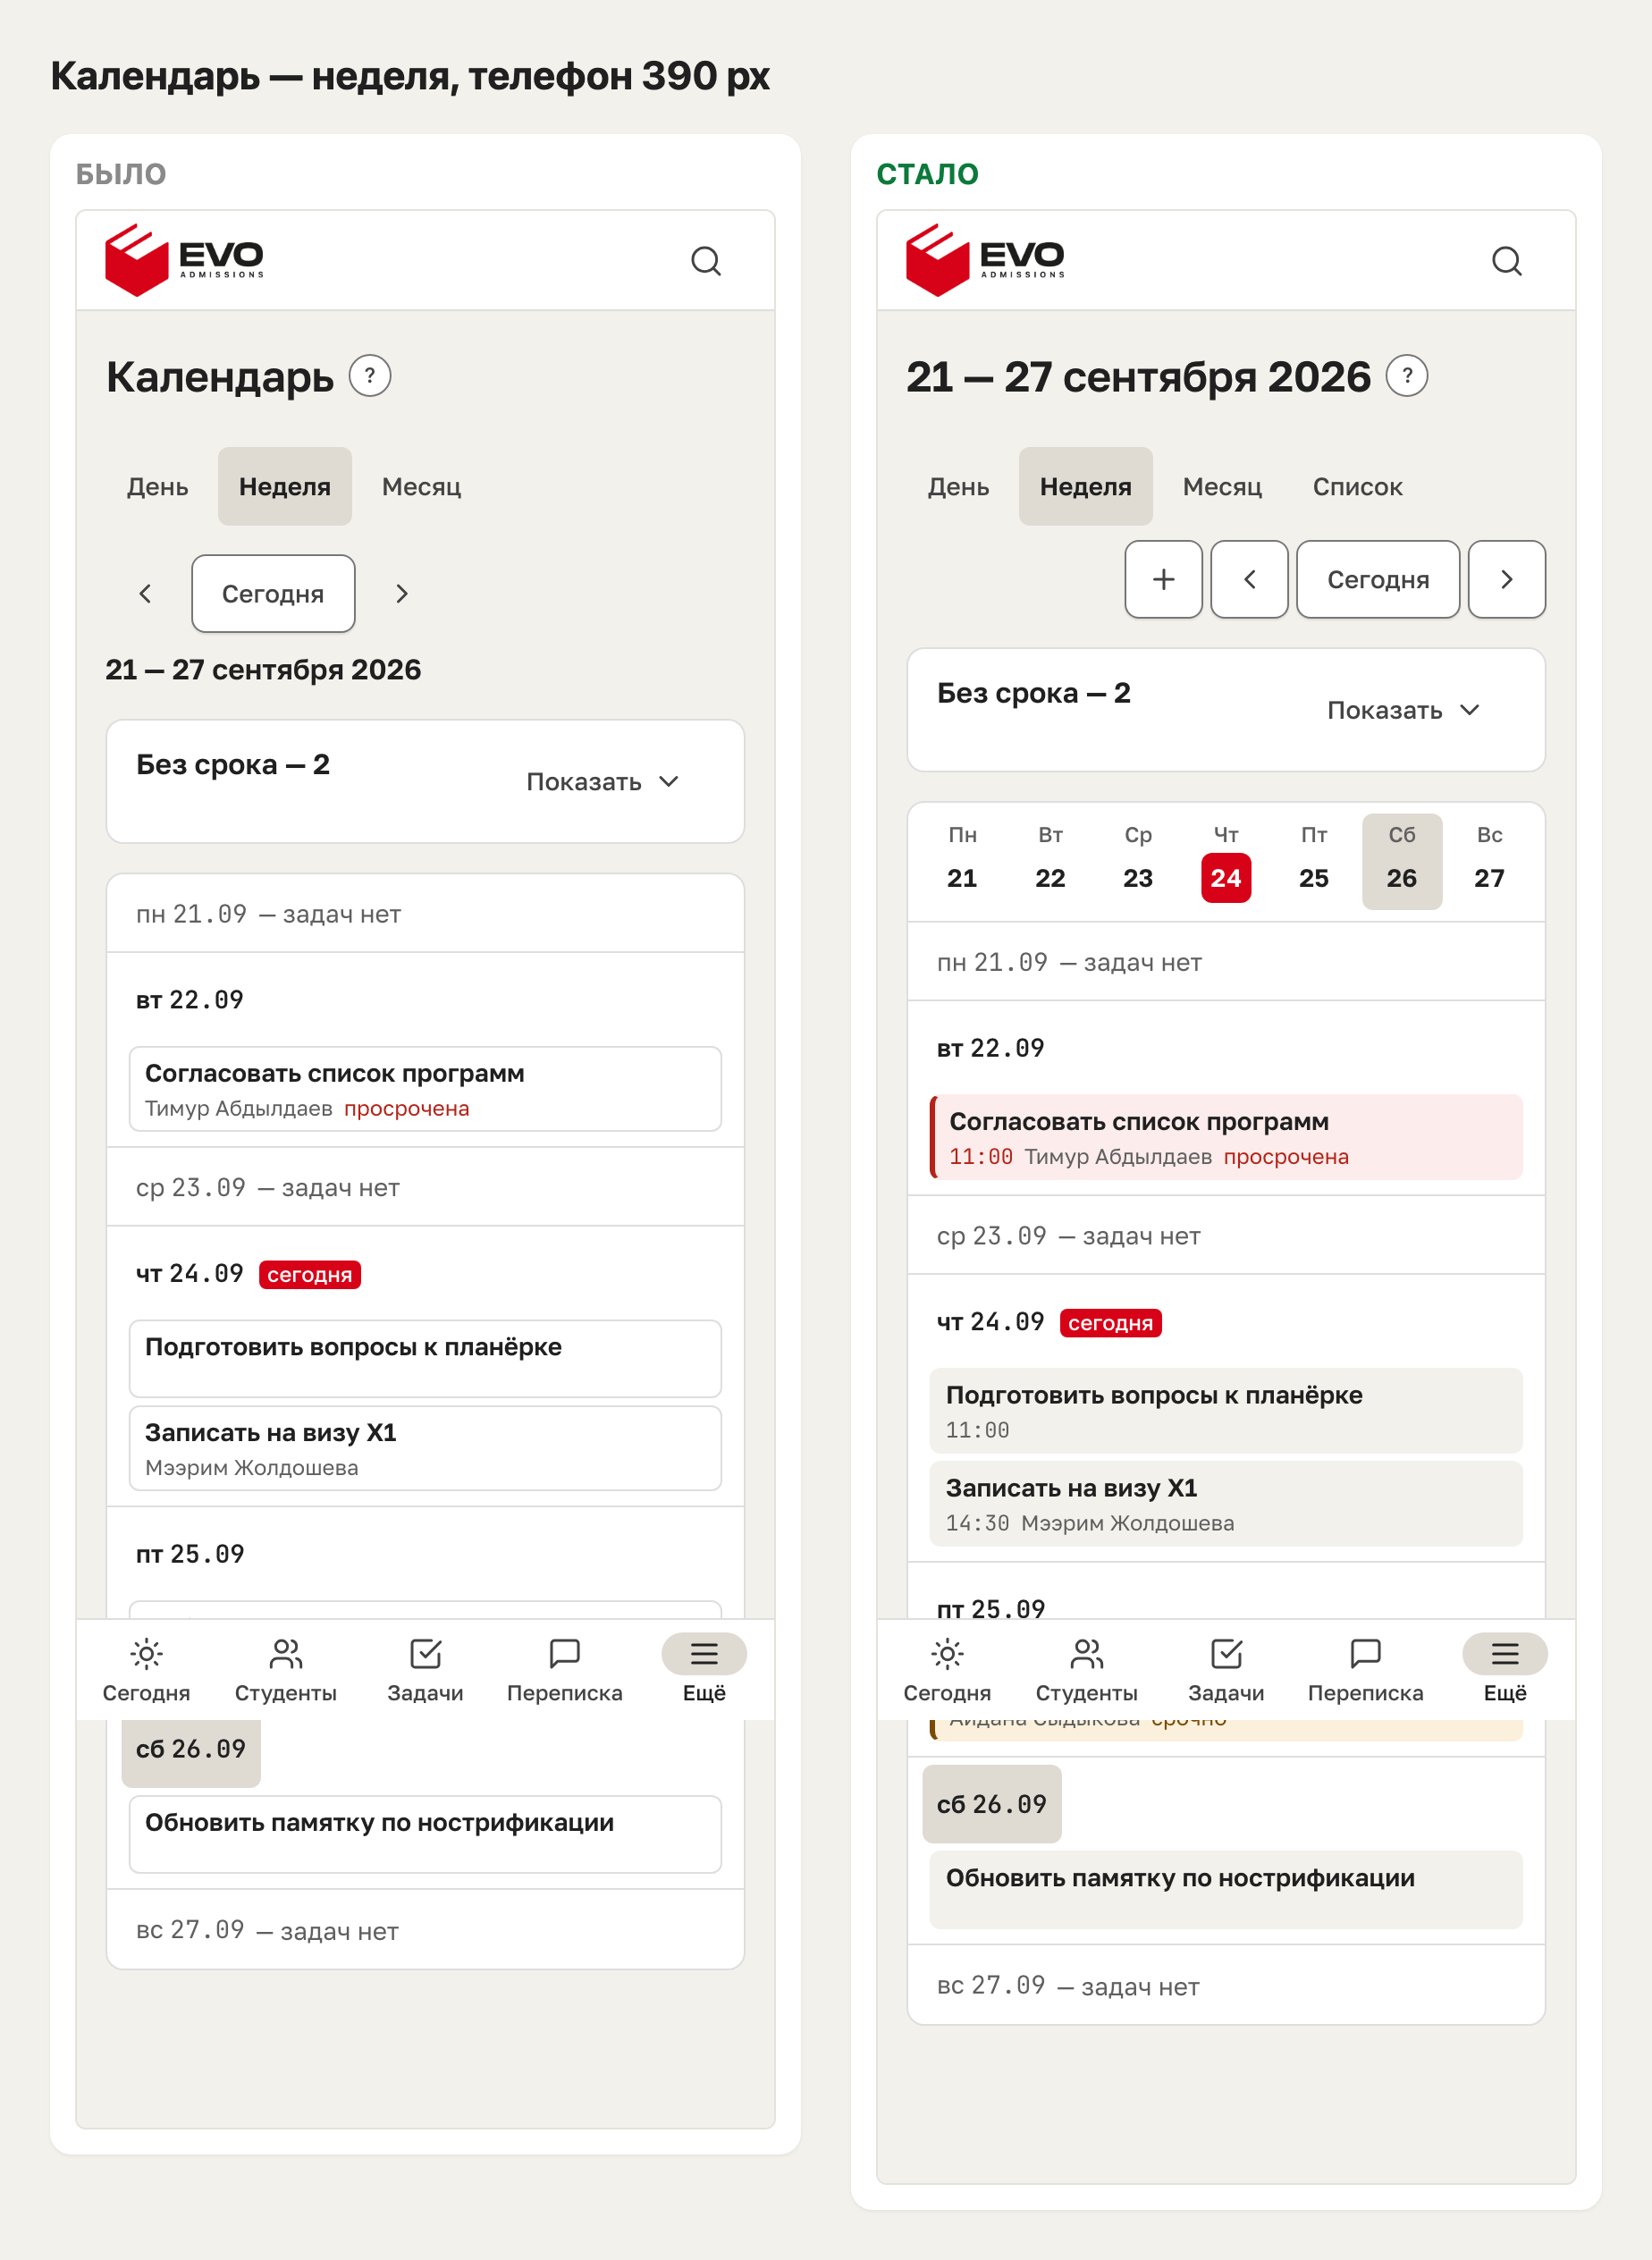 Календарь — неделя, телефон 390 px
БЫЛО
EVO
ADMISSIONS
Календарь ?
День Неделя Месяц
Сегодня
21 — 27 сентября 2026
Без срока — 2
Показать
пн 21.09 — задач нет
вт 22.09
Согласовать список программ
Тимур Абдылдаев просрочена
ср 23.09 — задач нет
чт 24.09 сегодня
Подготовить вопросы к планёрке
Записать на визу X1
Мээрим Жолдошева
пт 25.09
Сегодня Студенты Задачи Переписка Ещё
сб 26.09
Обновить памятку по нострификации
вс 27.09 — задач нет
СТАЛО
EVO
ADMISSIONS
21 — 27 сентября 2026 ?
День Неделя Месяц Список
+ Сегодня
Без срока — 2
Показать
Пн Вт Ср Чт Пт Сб Вс
21 22 23 24 25 26 27
пн 21.09 — задач нет
вт 22.09
Согласовать список программ
11:00 Тимур Абдылдаев просрочена
ср 23.09 — задач нет
чт 24.09 сегодня
Подготовить вопросы к планёрке
11:00
Записать на визу X1
14:30 Мээрим Жолдошева
пт 25.09
Сегодня Студенты Задачи Переписка Ещё
Айдана Сыдыкова срочно
сб 26.09
Обновить памятку по нострификации
вс 27.09 — задач нет